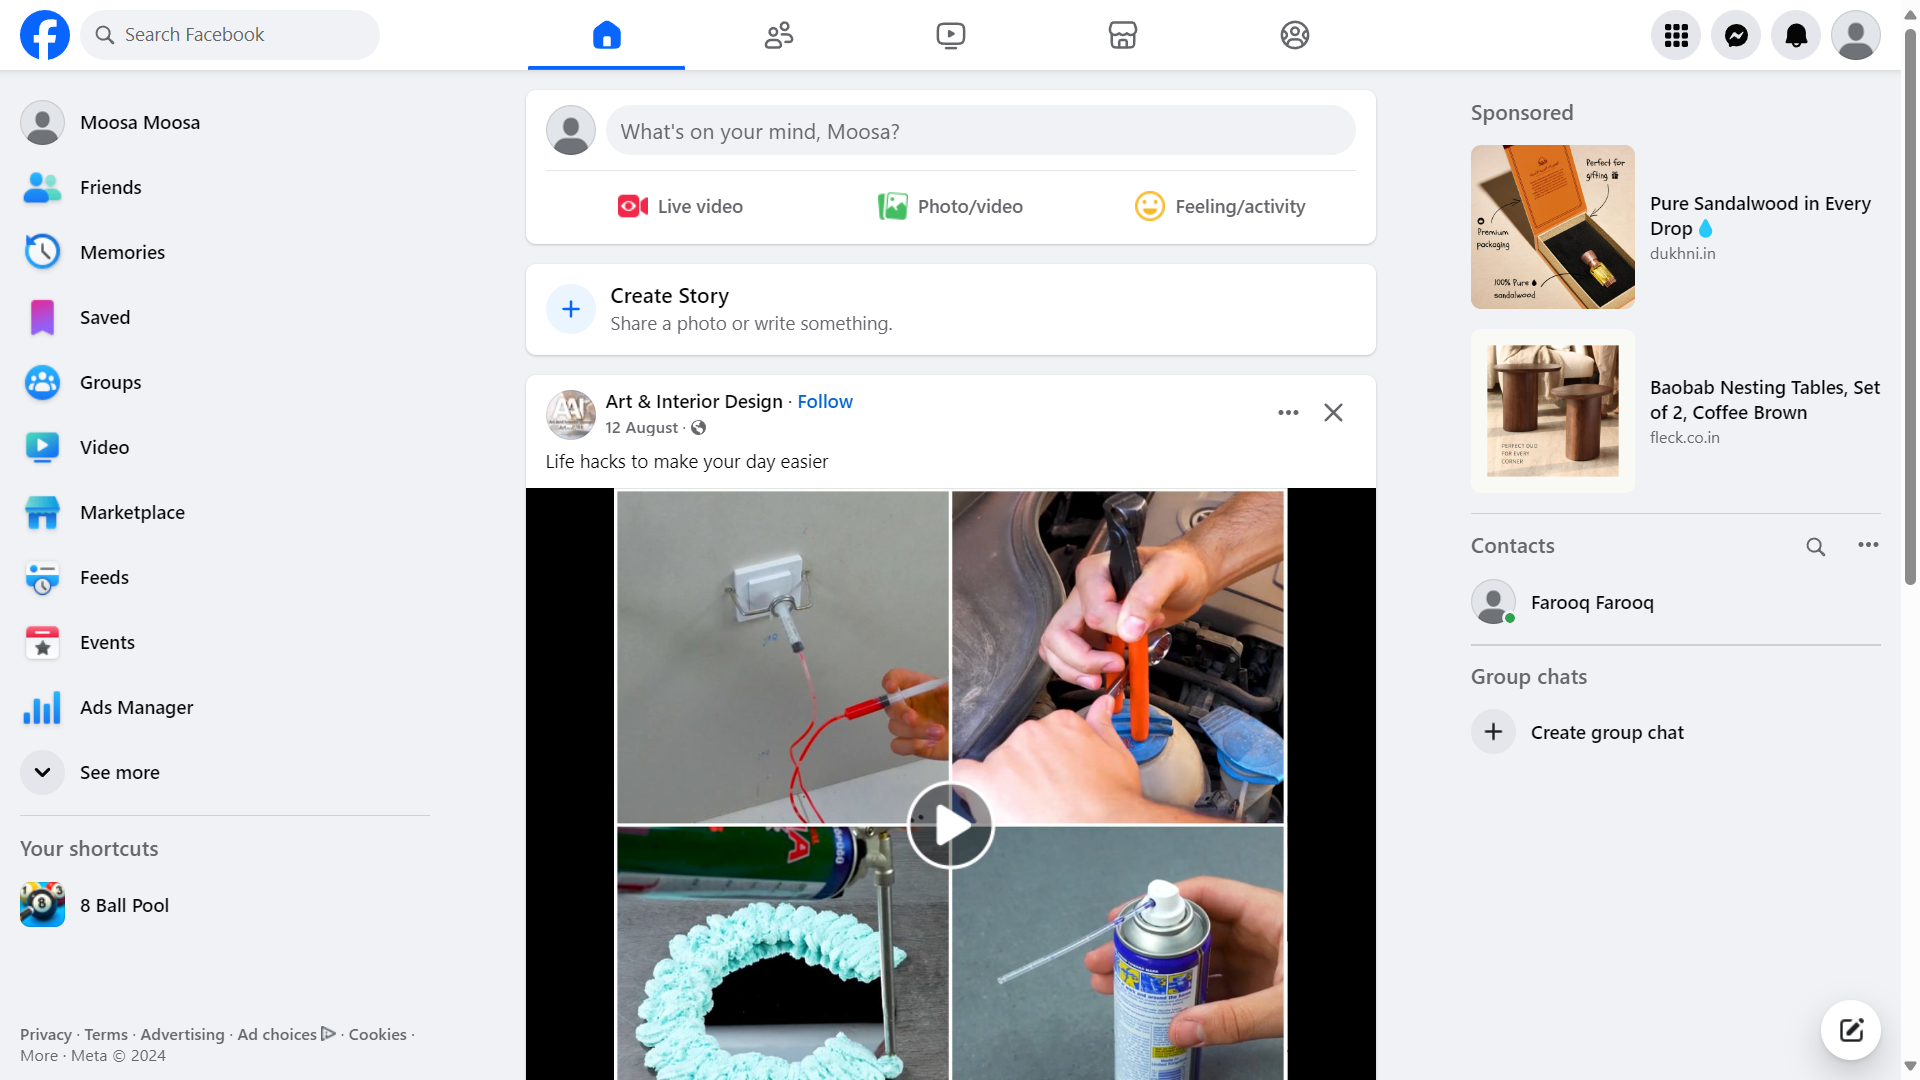 Search Facebook
Moosa Moosa
Friends
Memories
Saved
Groups
Video
Marketplace
Feeds
Events
Ads Manager
See more
Your shortcuts
8 Ball Pool
Privacy · Terms · Advertising · Ad choices · Cookies ·
More · Meta © 2024
What's on your mind, Moosa?
Live video
Photo/video
Feeling/activity
Create Story
Share a photo or write something.
Art & Interior Design · Follow
12 August ·
Life hacks to make your day easier
Sponsored
Perfect for
gifting
Premium
packaging
100% Pure
sandalwood
Pure Sandalwood in Every
Drop
dukhni.in
PERFECT DUO
FOR EVERY
CORNER
Baobab Nesting Tables, Set
of 2, Coffee Brown
fleck.co.in
Contacts
Farooq Farooq
Group chats
Create group chat